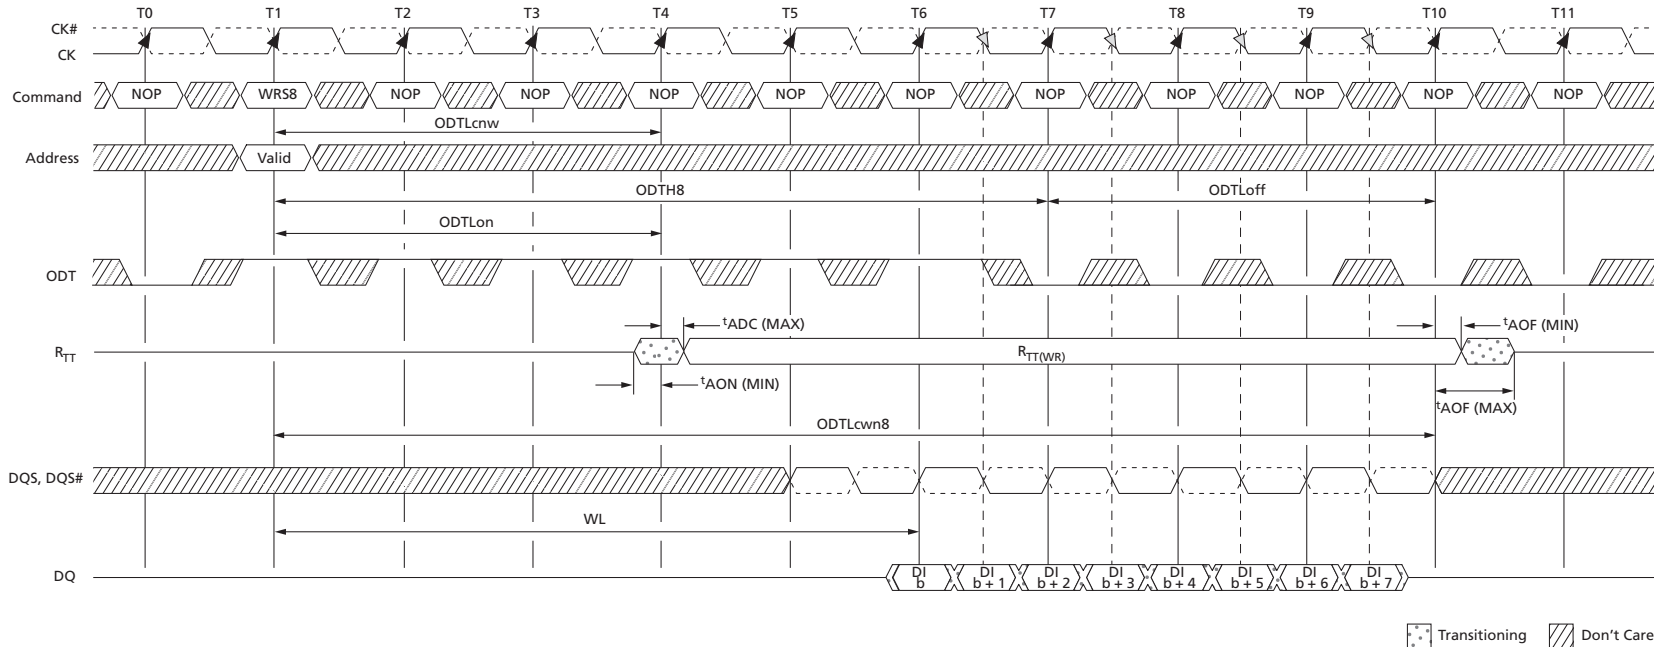 T0 T1 T2 T3 T4 T5 T6 T7 T8 T9 T10 T11
CK#
CK
Command NOP WRS8 NOP NOP NOP NOP NOP NOP NOP NOP NOP NOP
ODTLcnw
Address Valid
ODTH8 ODTLoff
ODTLon
ODT
tADC (MAX) tAOF (MIN)
RTT RTT(WR)
tAON (MIN)
tAOF (MAX)
ODTLcwn8
DQS, DQS#
WL
DQ DI b DI b + 1 DI b + 2 DI b + 3 DI b + 4 DI b + 5 DI b + 6 DI b + 7
Transitioning Don't Care